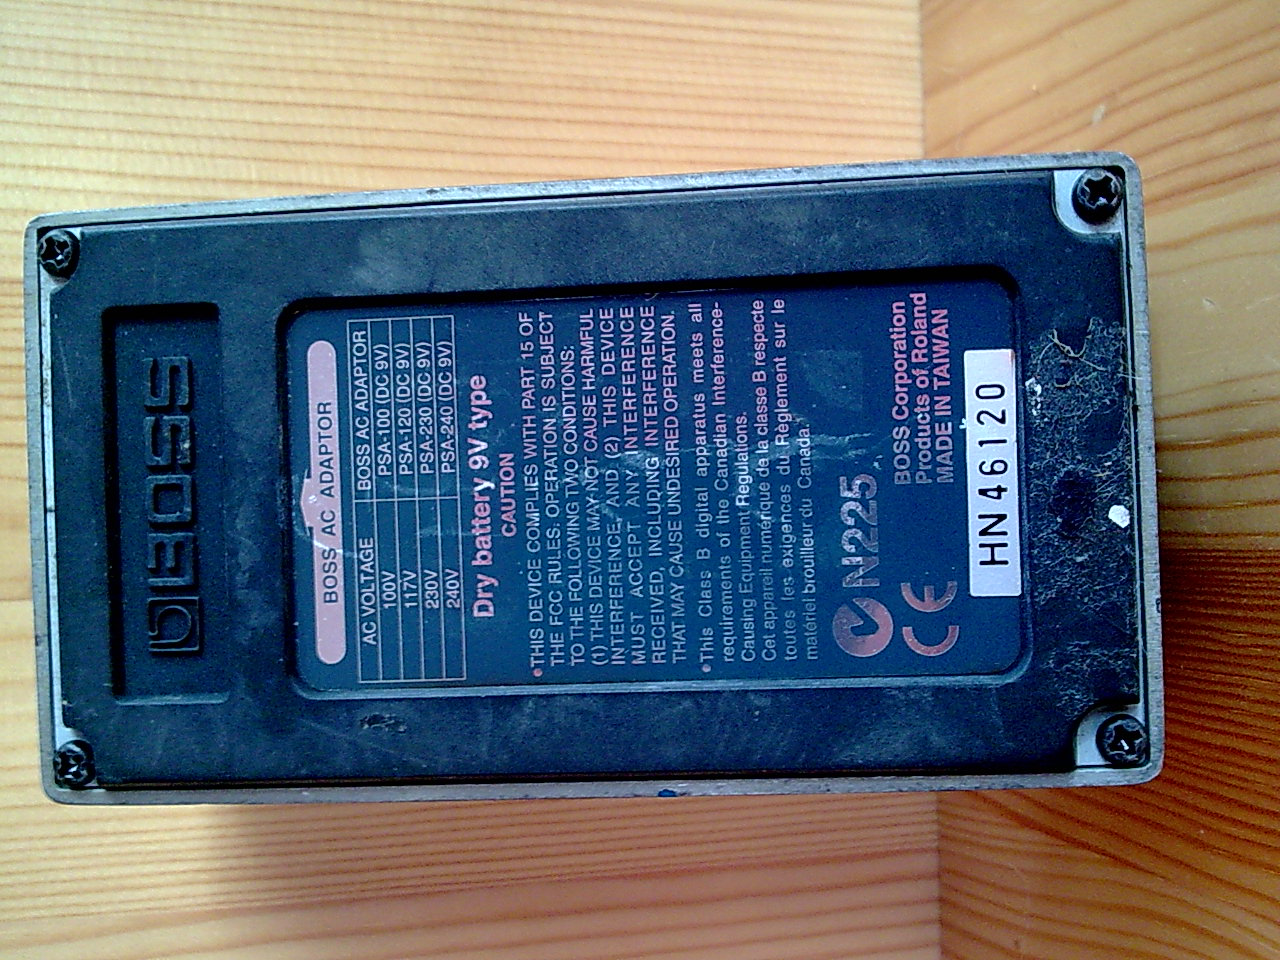 BOSS
BOSS AC ADAPTOR
AC VOLTAGE BOSS AC ADAPTOR
100V PSA-100 (DC 9V)
117V PSA-120 (DC 9V)
230V PSA-230 (DC 9V)
240V PSA-240 (DC 9V)
Dry battery 9V type
CAUTION
•THIS DEVICE COMPLIES WITH PART 15 OF
THE FCC RULES. OPERATION IS SUBJECT
TO THE FOLLOWING TWO CONDITIONS:
(1) THIS DEVICE MAY NOT CAUSE HARMFUL
INTERFERENCE, AND (2) THIS DEVICE
MUST ACCEPT ANY INTERFERENCE
RECEIVED, INCLUDING INTERFERENCE
THAT MAY CAUSE UNDESIRED OPERATION.
•This Class B digital apparatus meets all
requirements of the Canadian Interference-
Causing Equipment Regulations.
Cet appareil numérique de la classe B respecte
toutes les exigences du Règlement sur le
matériel brouilleur du Canada.
N225
CE
BOSS Corporation
Products of Roland
MADE IN TAIWAN
HN46120